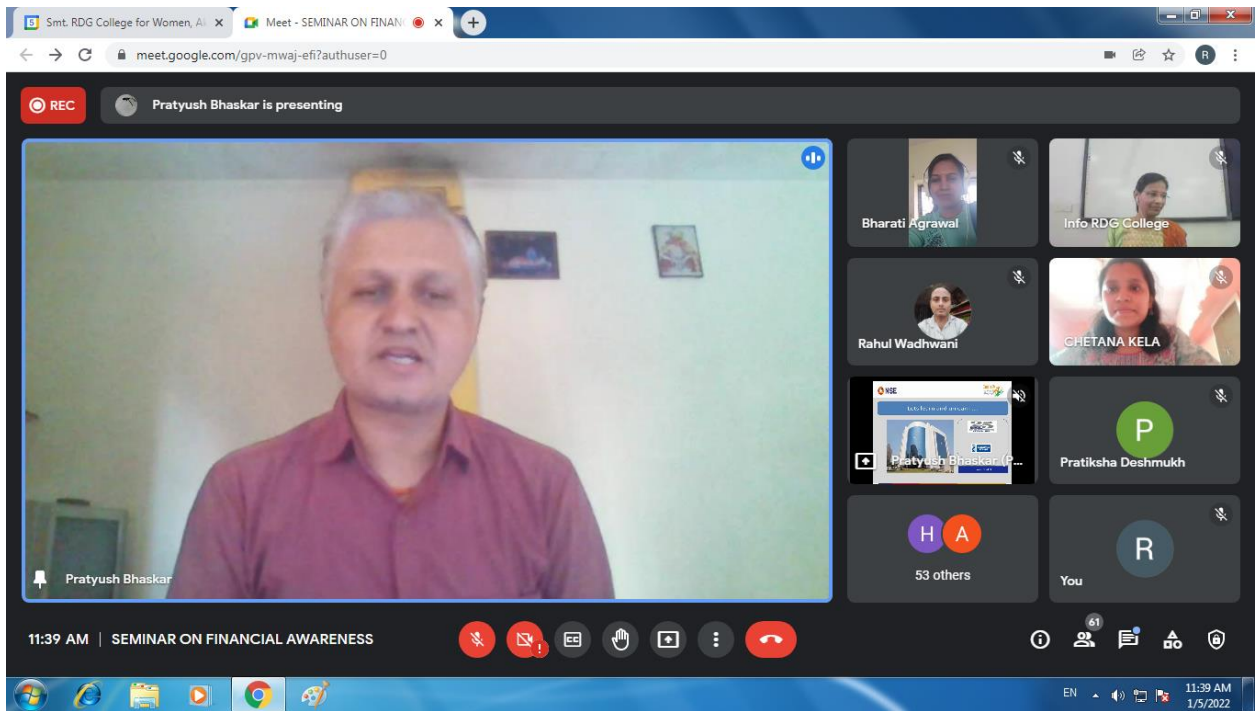 Smt. RDG College for Women, A
Meet - SEMINAR ON FINAN
meet.google.com/gpv-mwaj-efi?authuser=0
R
REC
Pratyush Bhaskar is presenting
Bharati Agrawal
Info RDG College
Rahul Wadhwani
CHETANA KELA
NSE
Pratyush Bhaskar (P...
P
Pratiksha Deshmukh
H A
53 others
R
You
Pratyush Bhaskar
11:39 AM | SEMINAR ON FINANCIAL AWARENESS
CC
61
EN
11:39 AM
1/5/2022